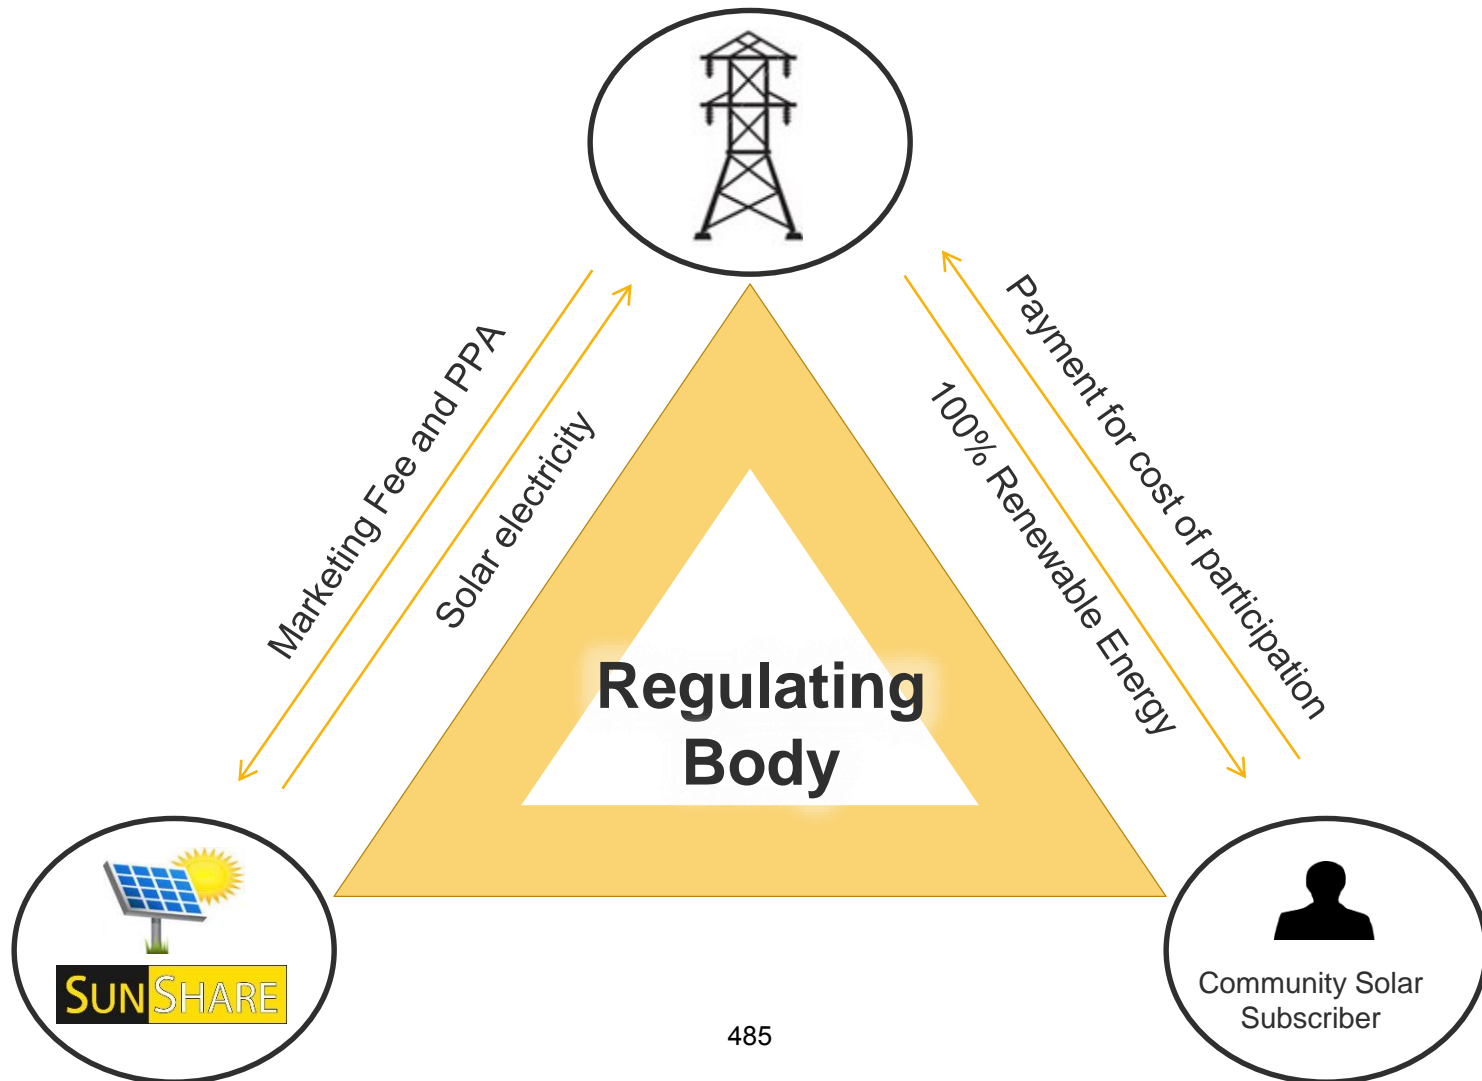 Marketing Fee and PPA
Solar electricity
Payment for cost of participation
100% Renewable Energy
Regulating
Body
SUNSHARE
Community Solar
Subscriber
485